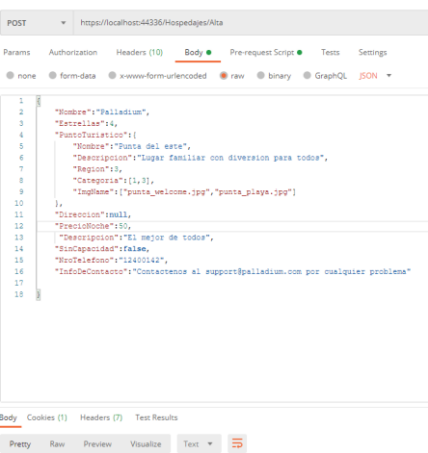 POST https://localhost:44336/Hospedajes/Alta
Params Authorization Headers (10) Body Pre-request Script Tests Settings
none form-data x-www-form-urlencoded raw binary GraphQL JSON
1 {
2 "Nombre":"Palladium",
3 "Estrellas":4,
4 "PuntoTuristico":{
5 "Nombre":"Punta del este",
6 "Descripcion":"Lugar familiar con diversion para todos",
7 "Region":3,
8 "Categoria":[1,3],
9 "ImgName":["punta_welcome.jpg","punta_playa.jpg"]
10 },
11 "Direccion":null,
12 "PrecioNoche":50,
13 "Descripcion":"El mejor de todos",
14 "SinCapacidad":false,
15 "NroTelefono":"12400142",
16 "InfoDeContacto":"Contactenos al support@palladium.com por cualquier problema"
17
18 }
Body Cookies (1) Headers (7) Test Results
Pretty Raw Preview Visualize Text